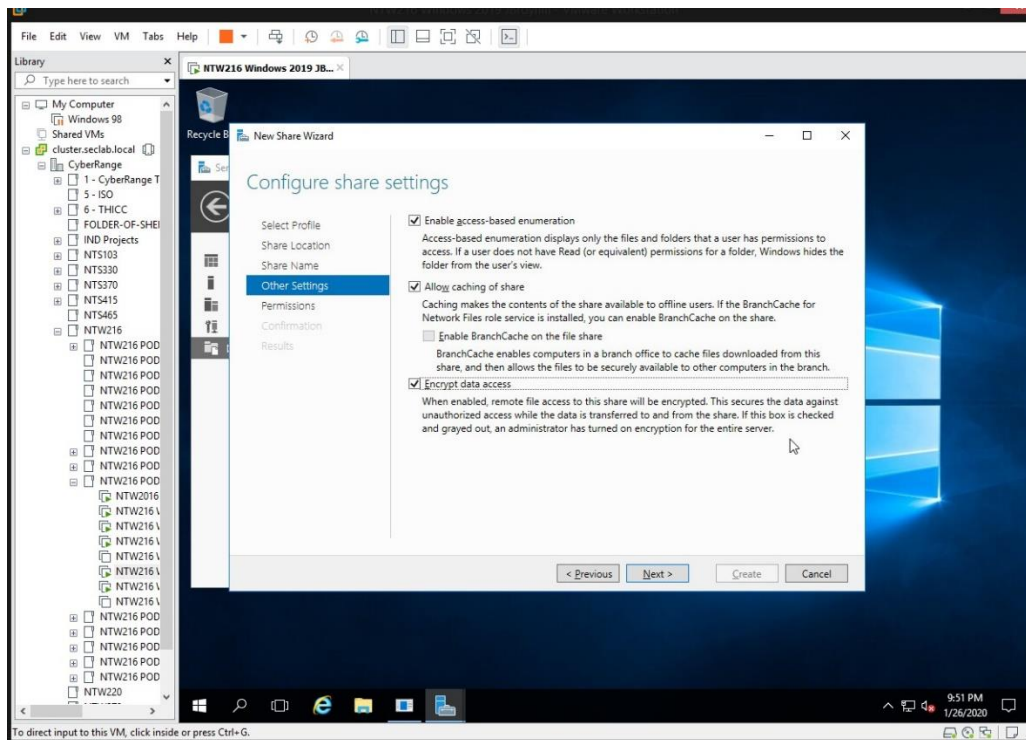 File Edit View VM Tabs Help
Library
Type here to search
My Computer
Windows 98
Shared VMs
cluster.seclab.local
CyberRange
1 - CyberRange T
5 - ISO
6 - THICC
FOLDER-OF-SHEI
IND Projects
NTS103
NTS330
NTS370
NTS415
NTS465
NTW216
NTW216 POD
NTW216 POD
NTW216 POD
NTW216 POD
NTW216 POD
NTW216 POD
NTW216 POD
NTW216 POD
NTW216 POD
NTW216 POD
NTW2016
NTW216 V
NTW216 V
NTW216 V
NTW216 V
NTW216 V
NTW216 V
NTW216 V
NTW216 POD
NTW216 POD
NTW216 POD
NTW216 POD
NTW216 POD
NTW220
NTW216 Windows 2019 JB...
Recycle B
Ser
New Share Wizard
Configure share settings
Select Profile
Share Location
Share Name
Other Settings
Permissions
Confirmation
Results
Enable access-based enumeration
Access-based enumeration displays only the files and folders that a user has permissions to
access. If a user does not have Read (or equivalent) permissions for a folder, Windows hides the
folder from the user's view.
Allow caching of share
Caching makes the contents of the share available to offline users. If the BranchCache for
Network Files role service is installed, you can enable BranchCache on the share.
Enable BranchCache on the file share
BranchCache enables computers in a branch office to cache files downloaded from this
share, and then allows the files to be securely available to other computers in the branch.
Encrypt data access
When enabled, remote file access to this share will be encrypted. This secures the data against
unauthorized access while the data is transferred to and from the share. If this box is checked
and grayed out, an administrator has turned on encryption for the entire server.
< Previous Next > Create Cancel
9:51 PM
1/26/2020
To direct input to this VM, click inside or press Ctrl+G.